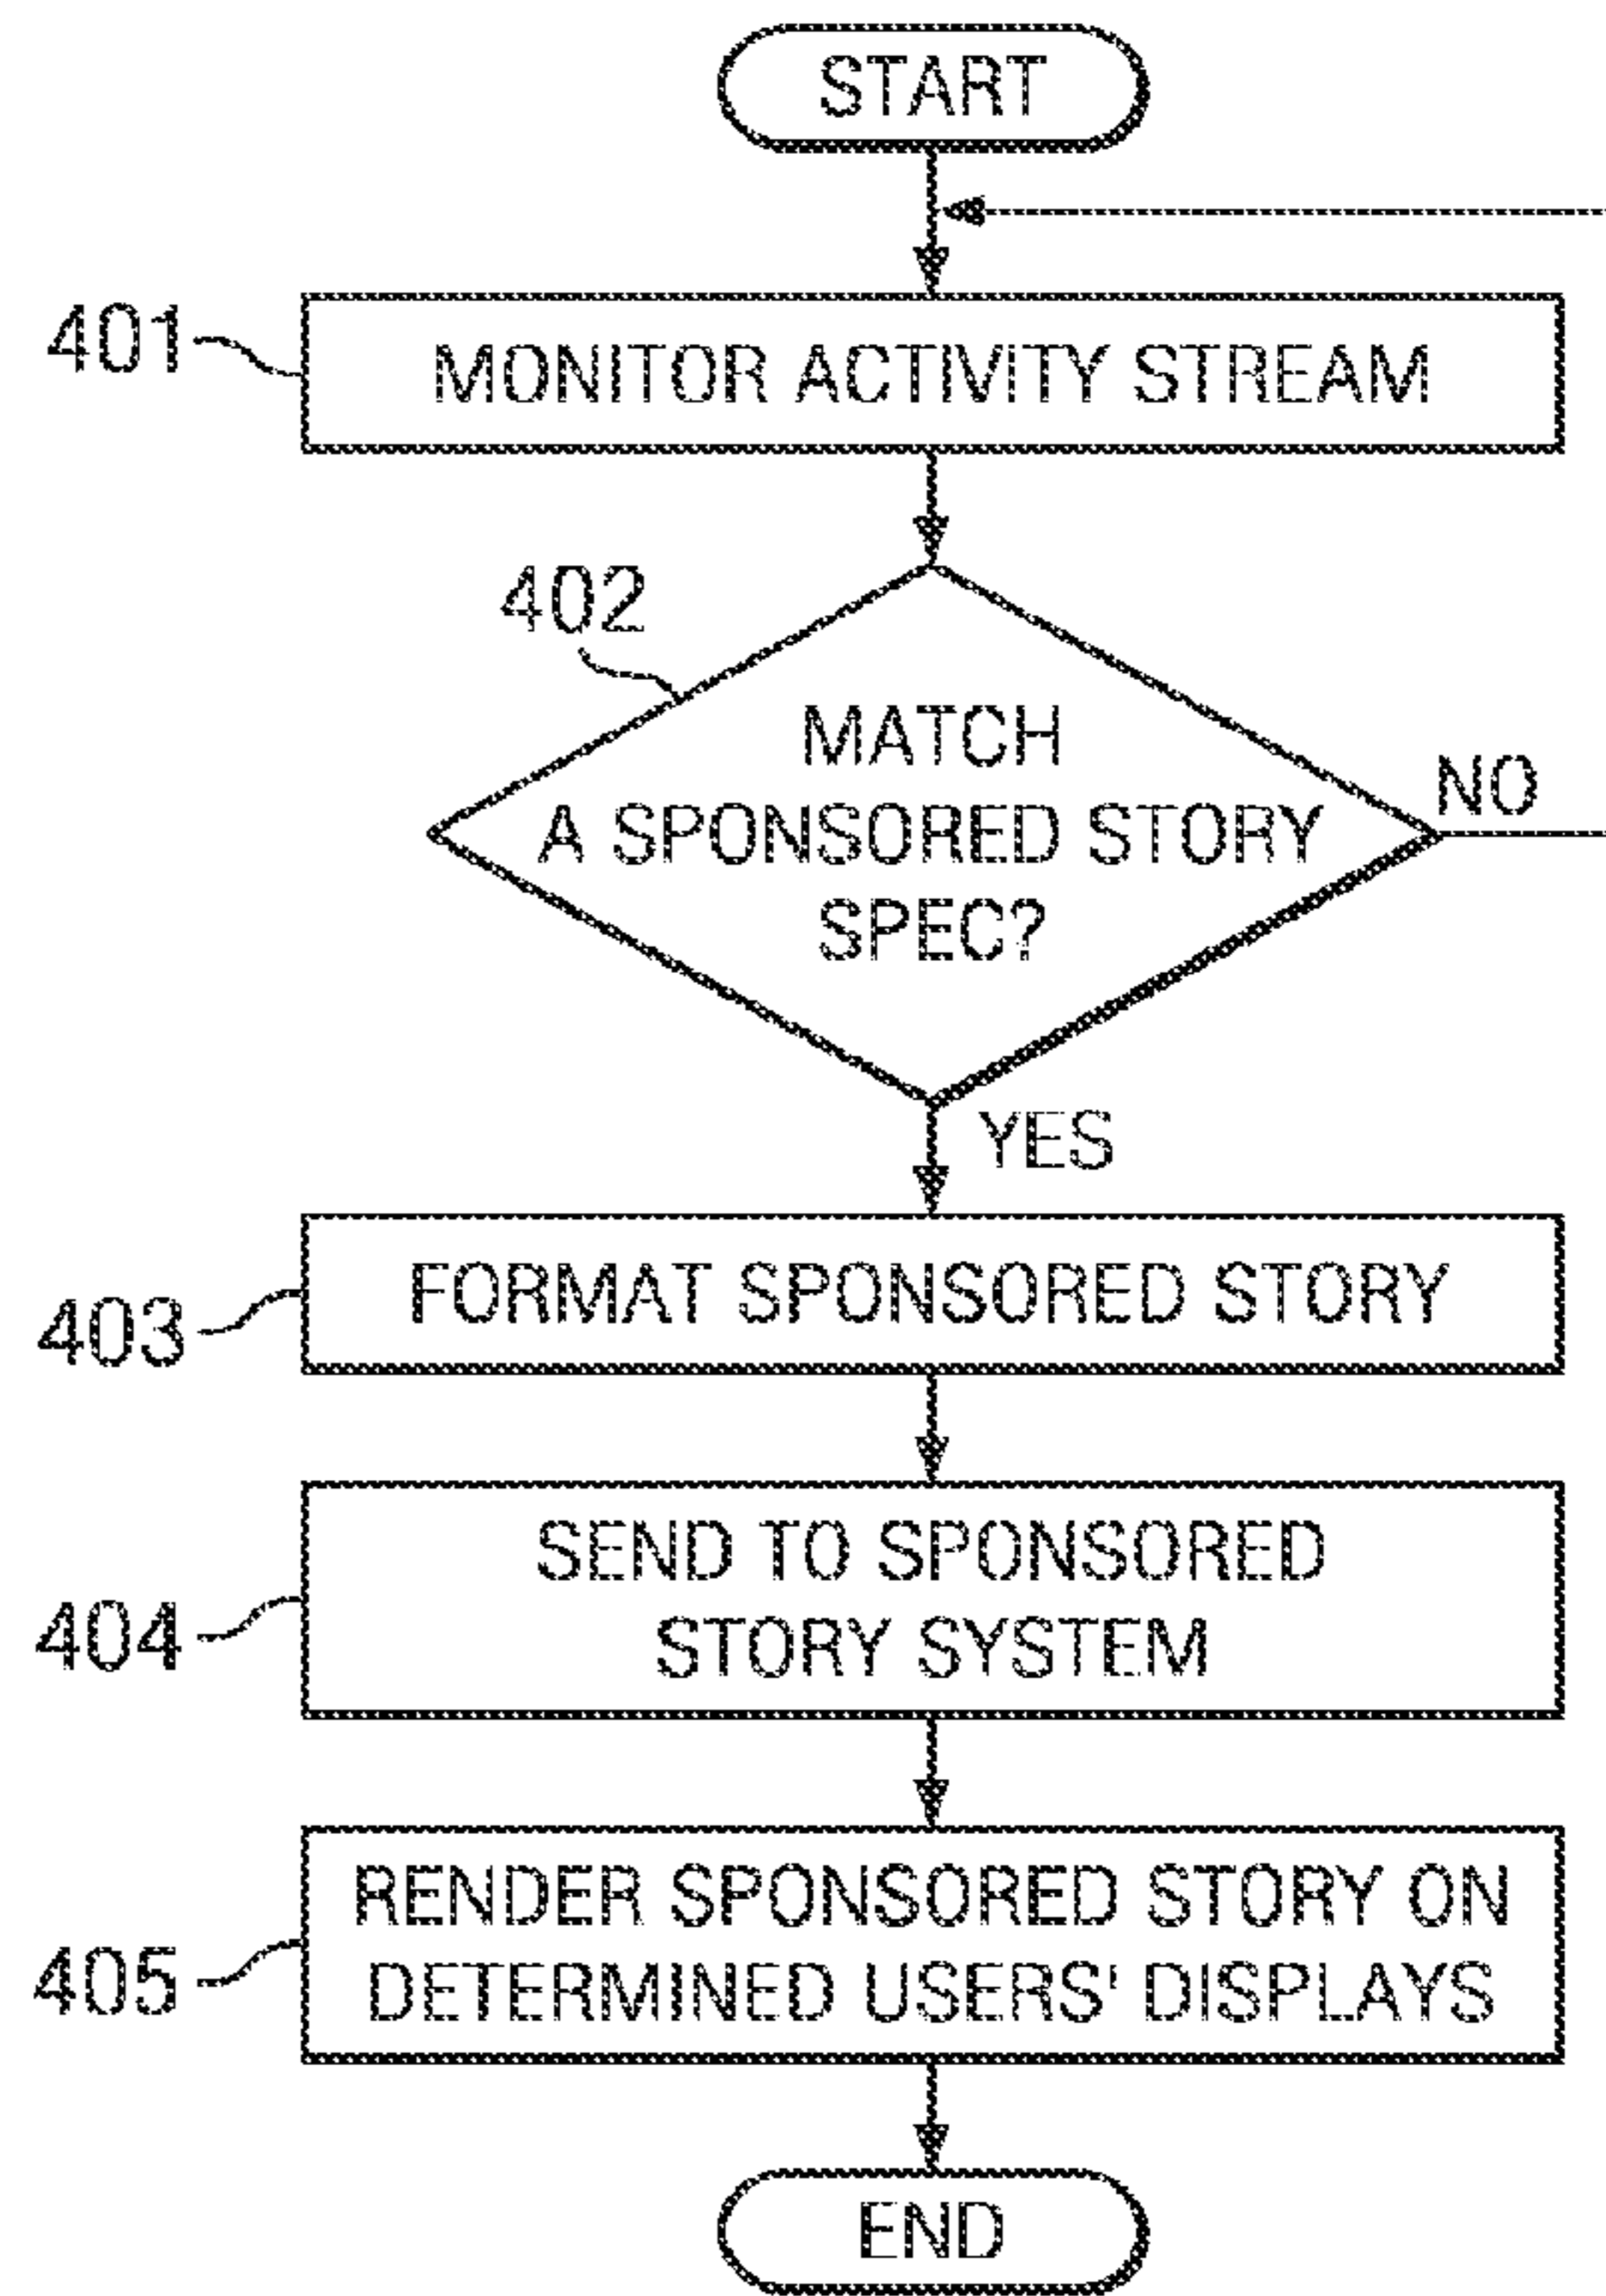 START
401
MONITOR ACTIVITY STREAM
402
MATCH
A SPONSORED STORY
SPEC?
NO
YES
403
FORMAT SPONSORED STORY
404
SEND TO SPONSORED
STORY SYSTEM
405
RENDER SPONSORED STORY ON
DETERMINED USERS' DISPLAYS
END